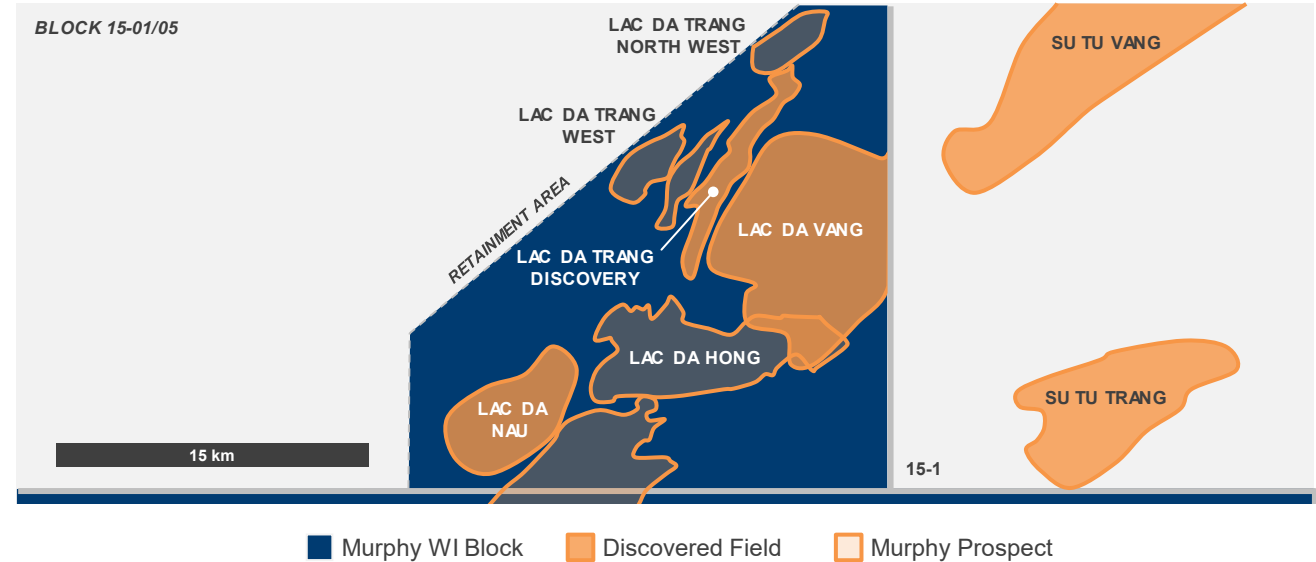 BLOCK 15-01/05
LAC DA TRANG
NORTH WEST
SU TU VANG
LAC DA TRANG
WEST
RETAINMENT AREA
LAC DA VANG
LAC DA TRANG
DISCOVERY
LAC DA HONG
LAC DA
NAU
SU TU TRANG
15 km
15-1
Murphy WI Block
Discovered Field
Murphy Prospect